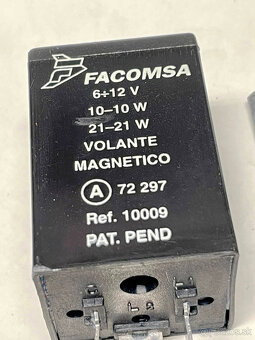 FACOMSA
6÷12 V
10–10 W
21–21 W
VOLANTE
MAGNETICO
A 72 297
Ref. 10009
PAT. PEND